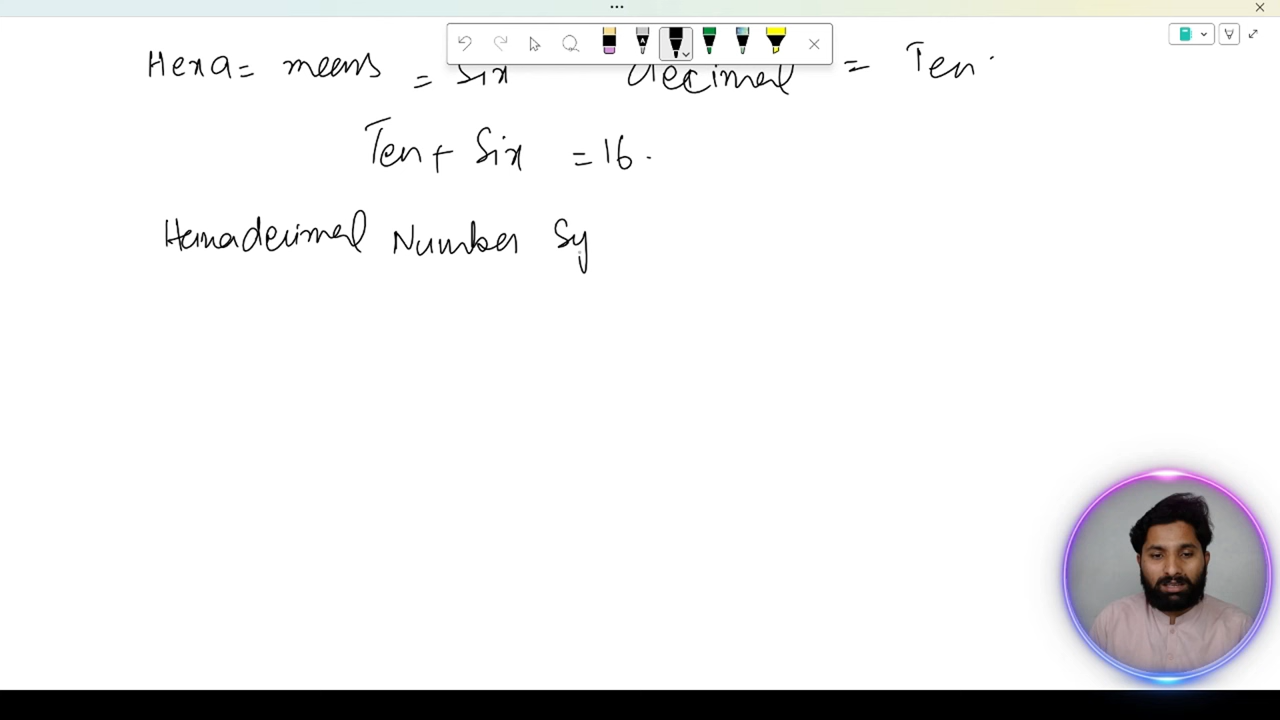 Hexa = means = Six decimal = Ten.
Ten + Six = 16.
Hexadecimal Number Sy